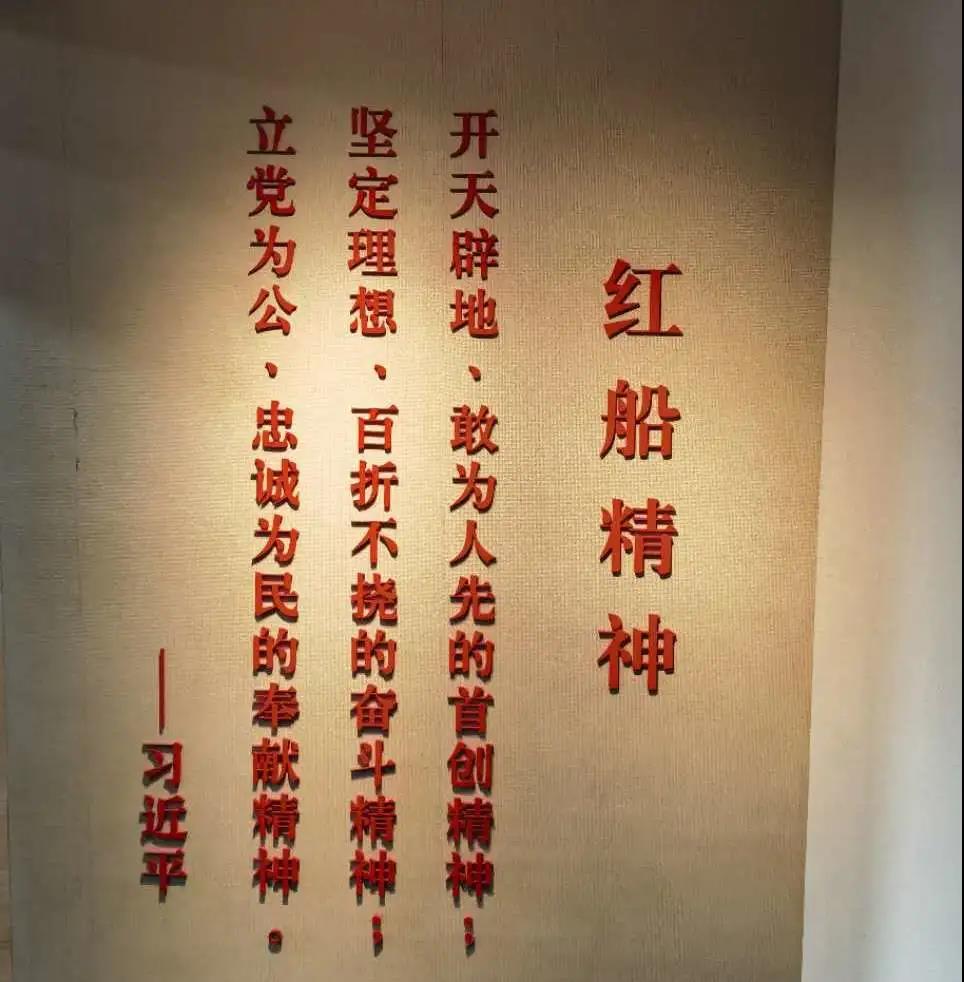 红船精神
开天辟地、敢为人先的首创精神；
坚定理想、百折不挠的奋斗精神；
立党为公、忠诚为民的奉献精神。
——习近平